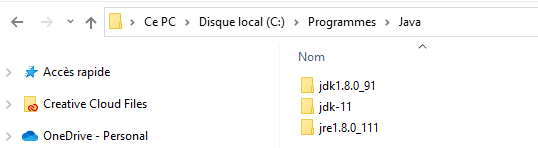 Ce PC > Disque local (C:) > Programmes > Java
Nom
Accès rapide
jdk1.8.0_91
Creative Cloud Files
jdk-11
jre1.8.0_111
OneDrive - Personal